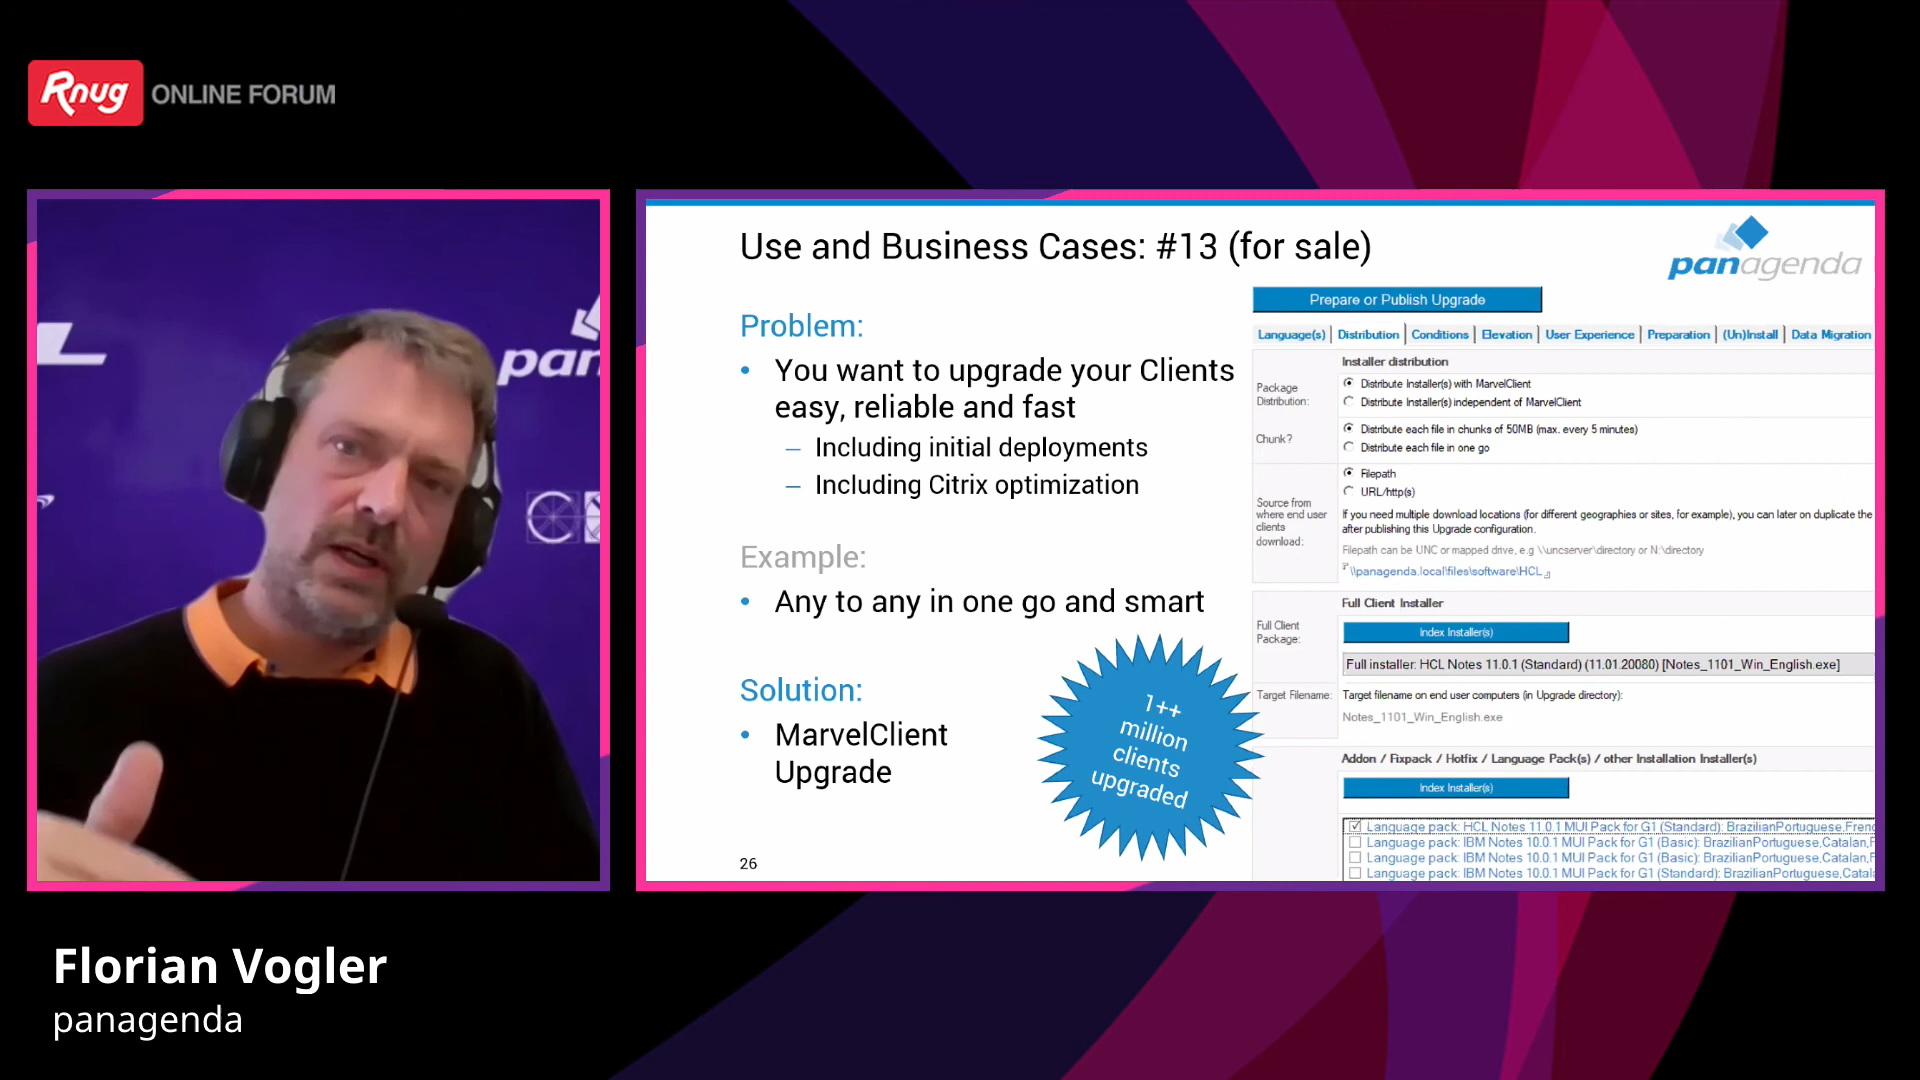 Rnug ONLINE FORUM
pan
Use and Business Cases: #13 (for sale)
panagenda
Problem:
• You want to upgrade your Clients
easy, reliable and fast
– Including initial deployments
– Including Citrix optimization
Example:
• Any to any in one go and smart
Solution:
• MarvelClient
Upgrade
1++
million
clients
upgraded
26
Prepare or Publish Upgrade
Language(s) | Distribution | Conditions | Elevation | User Experience | Preparation | (Un)Install | Data Migration
Installer distribution
Package
Distribution:
Distribute Installer(s) with MarvelClient
Distribute Installer(s) independent of MarvelClient
Chunk?
Distribute each file in chunks of 50MB (max. every 5 minutes)
Distribute each file in one go
Source from
where end user
clients
download:
Filepath
URL/http(s)
If you need multiple download locations (for different geographies or sites, for example), you can later on duplicate the
after publishing this Upgrade configuration.
Filepath can be UNC or mapped drive, e.g \\uncserver\directory or N:\directory
\\panagenda.local\files\software\HCL
Full Client Installer
Full Client
Package:
Index Installer(s)
Full installer: HCL Notes 11.0.1 (Standard) (11.01.20080) [Notes_1101_Win_English.exe]
Target Filename:
Target filename on end user computers (in Upgrade directory):
Notes_1101_Win_English.exe
Addon / Fixpack / Hotfix / Language Pack(s) / other Installation Installer(s)
Index Installer(s)
Language pack: HCL Notes 11.0.1 MUI Pack for G1 (Standard): BrazilianPortuguese,Fren
Language pack: IBM Notes 10.0.1 MUI Pack for G1 (Basic): BrazilianPortuguese,Catalan,F
Language pack: IBM Notes 10.0.1 MUI Pack for G1 (Basic): BrazilianPortuguese,Catalan,F
Language pack: IBM Notes 10.0.1 MUI Pack for G1 (Standard): BrazilianPortuguese,Catal
Florian Vogler
panagenda